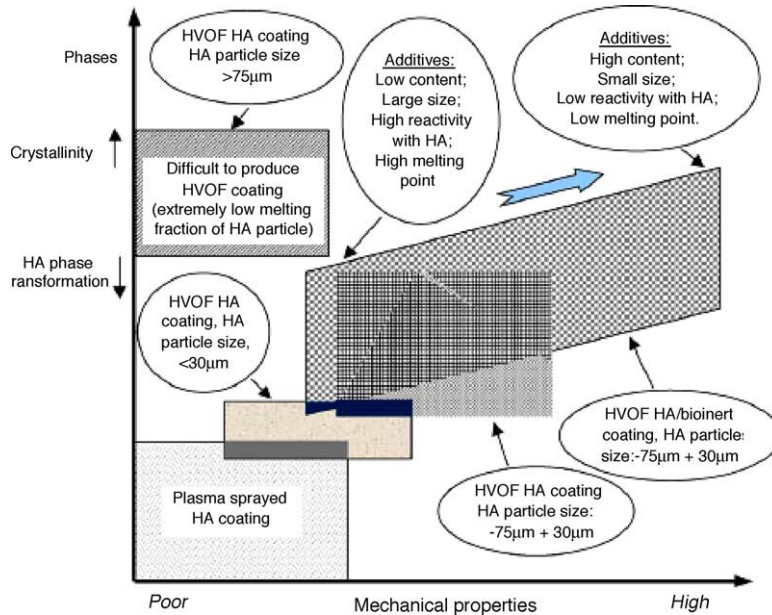 Phases
HVOF HA coating
HA particle size
>75µm
Additives:
Low content;
Large size;
High reactivity
with HA;
High melting
point
Additives:
High content;
Small size;
Low reactivity with HA;
Low melting point.
Crystallinity
Difficult to produce
HVOF coating
(extremely low melting
fraction of HA particle)
HA phase
ransformation
HVOF HA
coating, HA
particle size,
<30µm
HVOF HA/bioinert
coating, HA particle:
size:-75µm + 30µm
HVOF HA coating
HA particle size:
-75µm + 30µm
Plasma sprayed
HA coating
Poor
Mechanical properties
High